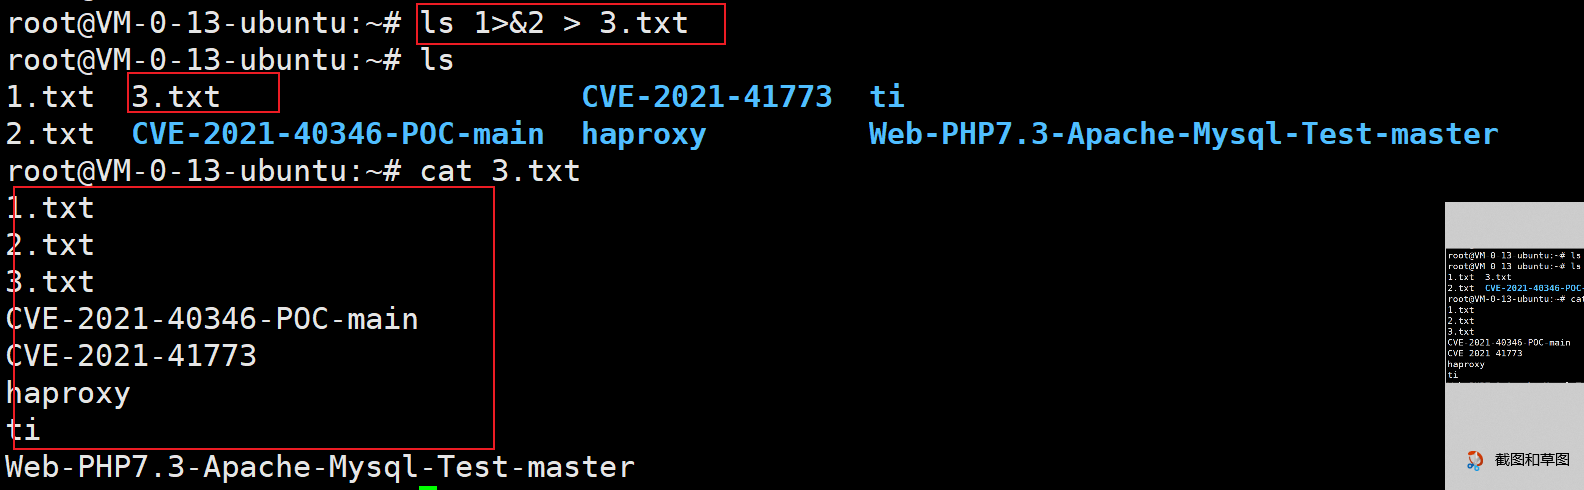 root@VM-0-13-ubuntu:~# ls 1>&2 > 3.txt
root@VM-0-13-ubuntu:~# ls
1.txt 3.txt CVE-2021-41773 ti
2.txt CVE-2021-40346-POC-main haproxy Web-PHP7.3-Apache-Mysql-Test-master
root@VM-0-13-ubuntu:~# cat 3.txt
1.txt
2.txt
3.txt
CVE-2021-40346-POC-main
CVE-2021-41773
haproxy
ti
Web-PHP7.3-Apache-Mysql-Test-master
root@VM 0 13 ubuntu:~# ls
root@VM 0 13 ubuntu:~# ls
1.txt 3.txt
2.txt CVE-2021-40346-POC-
root@VM-0-13-ubuntu:~# cat
1.txt
2.txt
3.txt
CVE-2021-40346-POC-main
CVE 2021 41773
haproxy
ti
截图和草图